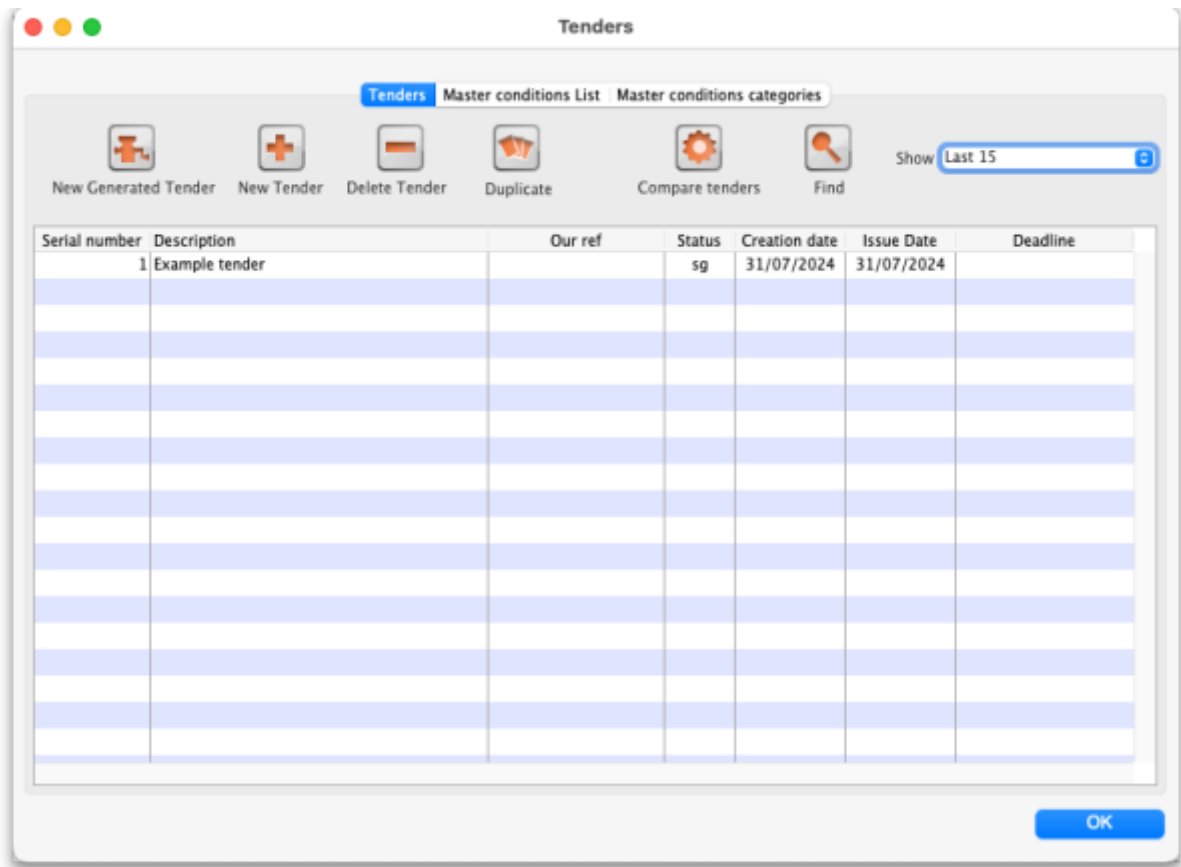 Tenders
Tenders Master conditions List Master conditions categories
New Generated Tender New Tender Delete Tender Duplicate Compare tenders Find Show Last 15
Serial number Description Our ref Status Creation date Issue Date Deadline
1 Example tender sg 31/07/2024 31/07/2024
OK